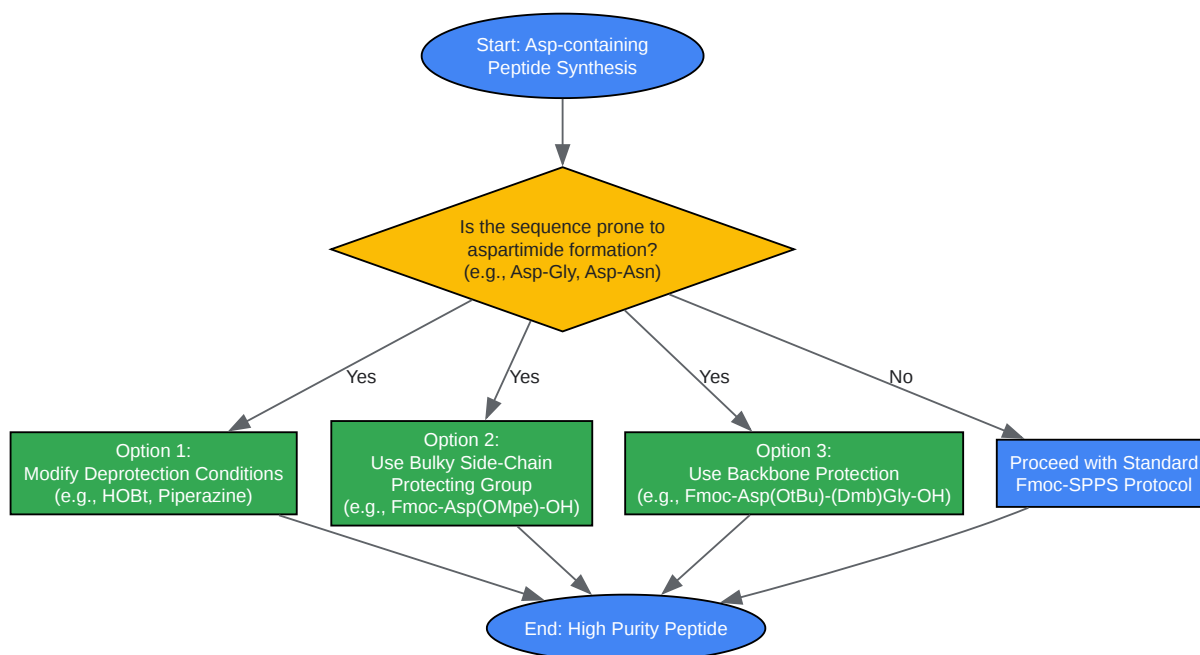 Start: Asp-containing
Peptide Synthesis
Is the sequence prone to
aspartimide formation?
(e.g., Asp-Gly, Asp-Asn)
Yes
Yes
Yes
No
Option 1:
Modify Deprotection Conditions
(e.g., HOBt, Piperazine)
Option 2:
Use Bulky Side-Chain
Protecting Group
(e.g., Fmoc-Asp(OMpe)-OH)
Option 3:
Use Backbone Protection
(e.g., Fmoc-Asp(OtBu)-(Dmb)Gly-OH)
Proceed with Standard
Fmoc-SPPS Protocol
End: High Purity Peptide